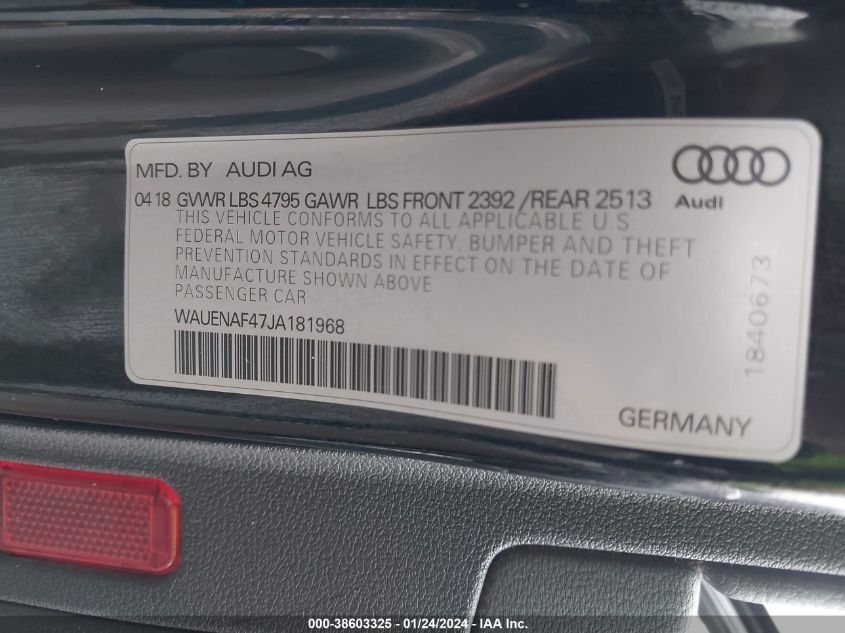 MFD. BY AUDI AG
04 18 GVWR LBS 4795 GAWR LBS FRONT 2392 /REAR 2513
Audi
THIS VEHICLE CONFORMS TO ALL APPLICABLE U.S.
FEDERAL MOTOR VEHICLE SAFETY, BUMPER AND THEFT
PREVENTION STANDARDS IN EFFECT ON THE DATE OF
MANUFACTURE SHOWN ABOVE
PASSENGER CAR
WAUENAF47JA181968
1840673
GERMANY
000-38603325 / 01/24/2024 - IAA Inc.